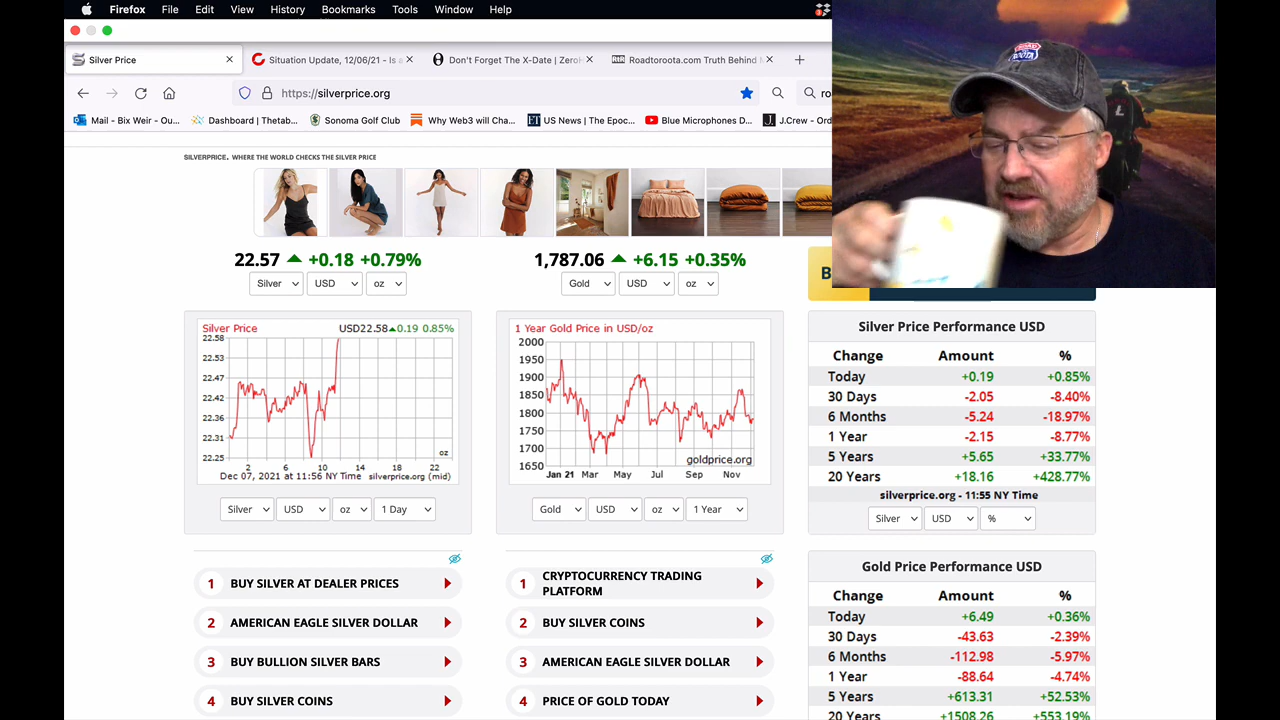 Firefox File Edit View History Bookmarks Tools Window Help
Silver Price
Situation Update, 12/06/21 - Is a
Don't Forget The X-Date | ZeroH
RtR Roadtoroota.com Truth Behind
https://silverprice.org
ro
Mail - Bix Weir - Ou... Dashboard | Thetab... Sonoma Golf Club Why Web3 will Cha... ET US News | The Epoc... Blue Microphones D... J J.Crew - Ord
ROOTA
SILVERPRICE. WHERE THE WORLD CHECKS THE SILVER PRICE
22.57 +0.18 +0.79%
Silver USD oz
1,787.06 +6.15 +0.35%
Gold USD oz
B
Silver Price USD22.58 0.19 0.85%
22.58
22.53
22.47
22.42
22.36
22.31
22.25
oz
2 6 10 14 18 22
Dec 07, 2021 at 11:56 NY Time silverprice.org (mid)
Silver USD oz 1 Day
1 Year Gold Price in USD/oz
2000
1950
1900
1850
1800
1750
1700
1650
goldprice.org
Jan 21 Mar May Jul Sep Nov
Gold USD oz 1 Year
Silver Price Performance USD
Change Amount %
Today +0.19 +0.85%
30 Days -2.05 -8.40%
6 Months -5.24 -18.97%
1 Year -2.15 -8.77%
5 Years +5.65 +33.77%
20 Years +18.16 +428.77%
silverprice.org - 11:55 NY Time
Silver USD %
1 BUY SILVER AT DEALER PRICES
2 AMERICAN EAGLE SILVER DOLLAR
3 BUY BULLION SILVER BARS
4 BUY SILVER COINS
1 CRYPTOCURRENCY TRADING
PLATFORM
2 BUY SILVER COINS
3 AMERICAN EAGLE SILVER DOLLAR
4 PRICE OF GOLD TODAY
Gold Price Performance USD
Change Amount %
Today +6.49 +0.36%
30 Days -43.63 -2.39%
6 Months -112.98 -5.97%
1 Year -88.64 -4.74%
5 Years +613.31 +52.53%
20 Years +1508.26 +553.19%